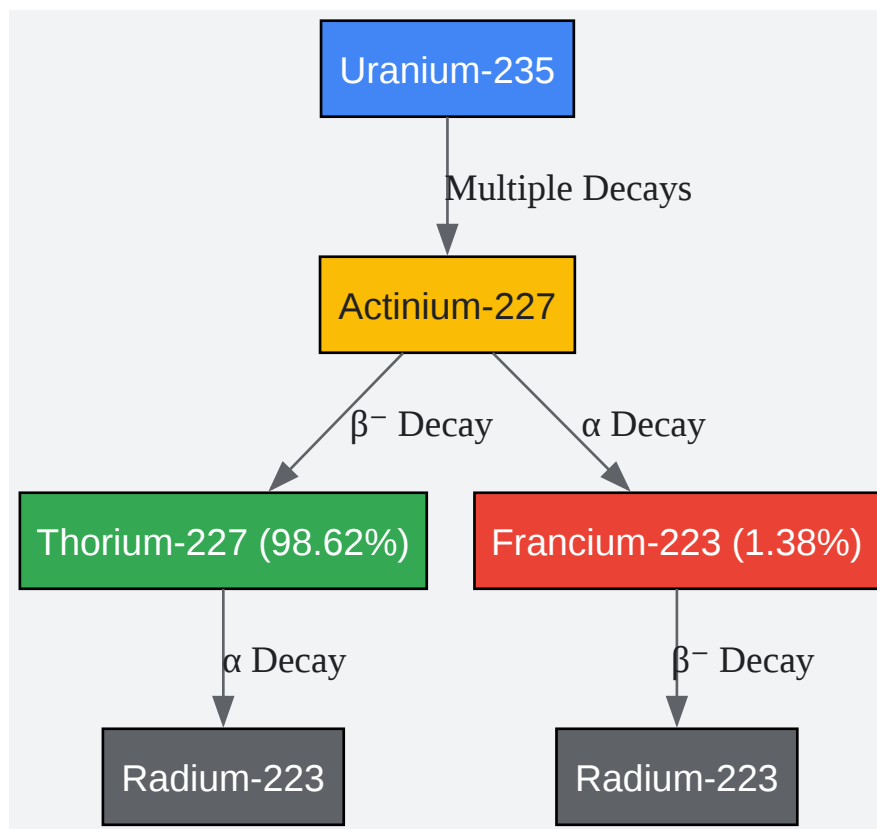 Uranium-235
Multiple Decays
Actinium-227
β⁻ Decay
α Decay
Thorium-227 (98.62%)
Francium-223 (1.38%)
α Decay
β⁻ Decay
Radium-223
Radium-223